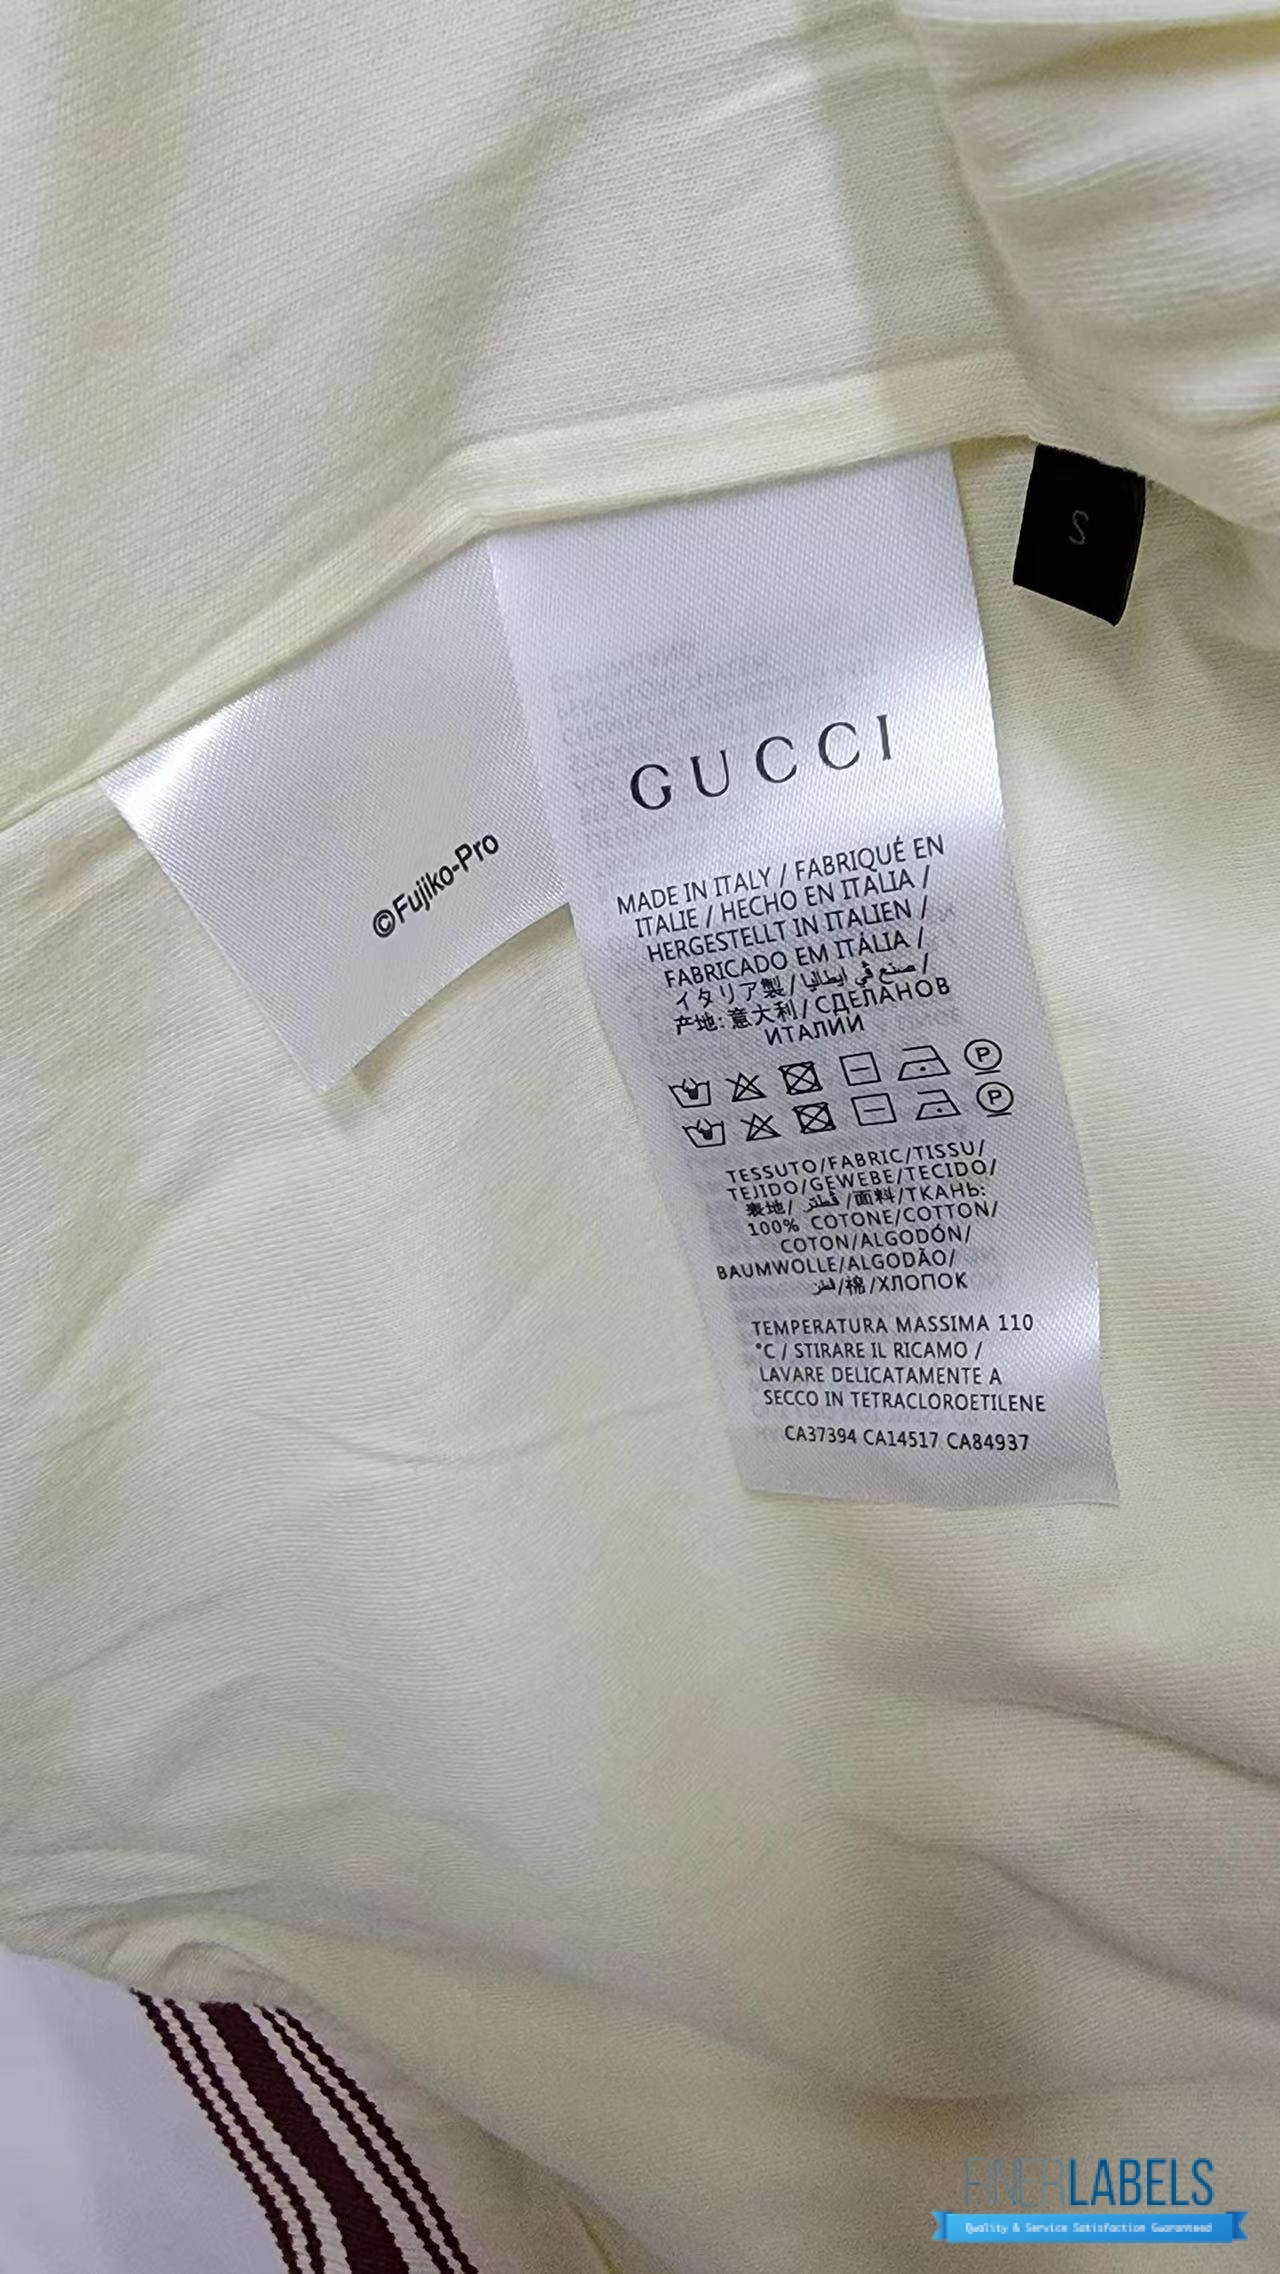 S
GUCCI
©Fujiko-Pro
MADE IN ITALY / FABRIQUÉ EN
ITALIE / HECHO EN ITALIA /
HERGESTELLT IN ITALIEN /
FABRICADO EM ITÁLIA /
イタリア製/صنع في ايطاليا/
产地: 意大利/ СДЕЛАНОВ
ИТАЛИИ
P
P
TESSUTO/FABRIC/TISSU/
TEJIDO/GEWEBE/TECIDO/
表地/ /面料/ТКАНЬ:
100% COTONE/COTTON/
COTON/ALGODÓN/
BAUMWOLLE/ALGODÃO/
/棉/ХЛОПОК
TEMPERATURA MASSIMA 110
°C / STIRARE IL RICAMO /
LAVARE DELICATAMENTE A
SECCO IN TETRACLOROETILENE
CA37394 CA14517 CA84937
FINERLABELS
Quality & Service Satisfaction Guaranteed